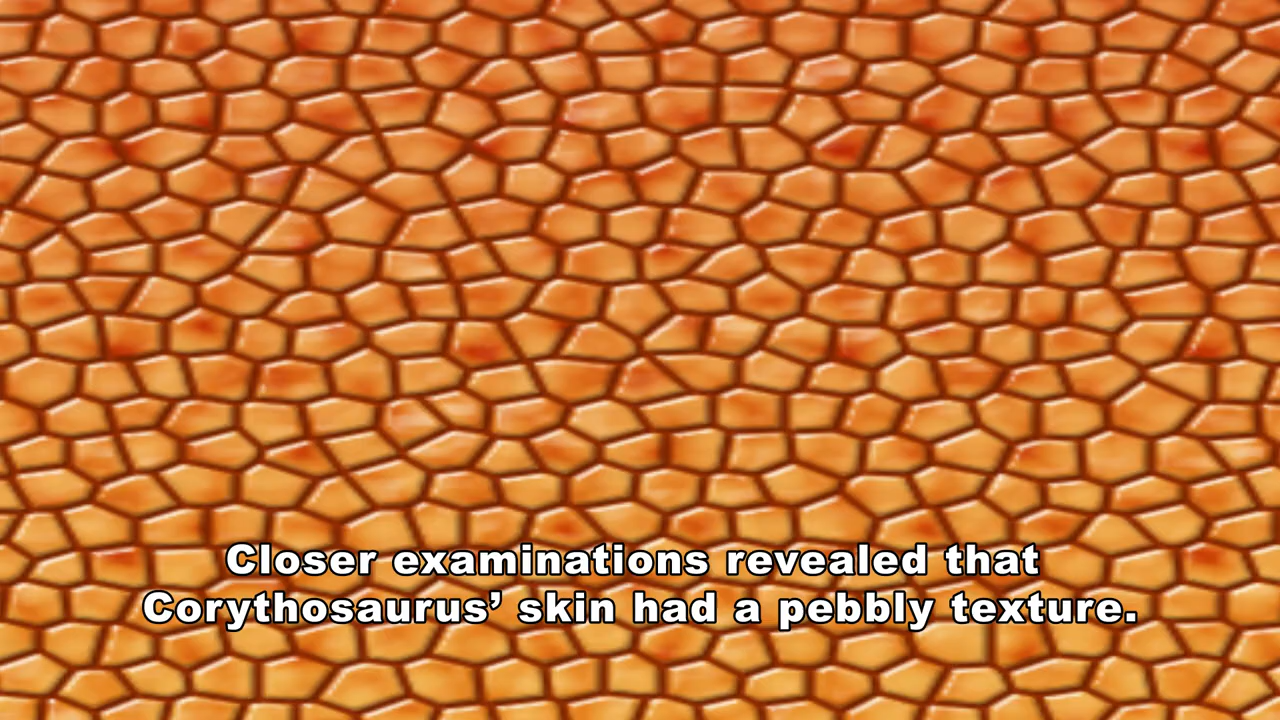 Closer examinations revealed that
Corythosaurus’ skin had a pebbly texture.